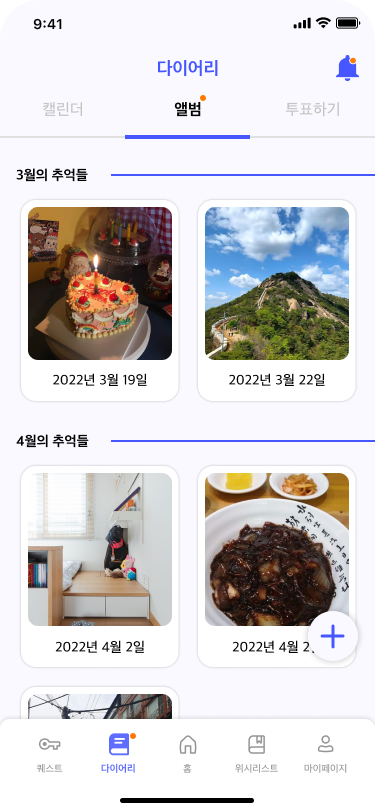 9:41
다이어리
캘린더
앨범
투표하기
3월의 추억들
2022년 3월 19일
2022년 3월 22일
4월의 추억들
2022년 4월 2일
2022년 4월 2
퀘스트
다이어리
홈
위시리스트
마이페이지